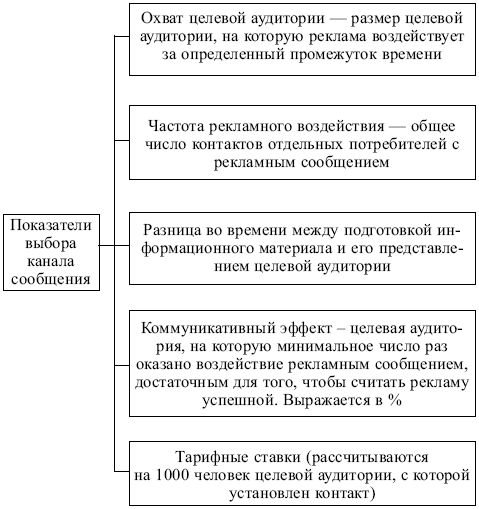 Охват целевой аудитории — размер целевой
аудитории, на которую реклама воздействует
за определенный промежуток времени
Частота рекламного воздействия — общее
число контактов отдельных потребителей с
рекламным сообщением
Показатели
выбора
канала
сообщения
Разница во времени между подготовкой ин-
формационного материала и его представле-
нием целевой аудитории
Коммуникативный эффект – целевая аудито-
рия, на которую минимальное число раз
оказано воздействие рекламным сообщением,
достаточным для того, чтобы считать рекламу
успешной. Выражается в %
Тарифные ставки (рассчитываются
на 1000 человек целевой аудитории, с которой
установлен контакт)